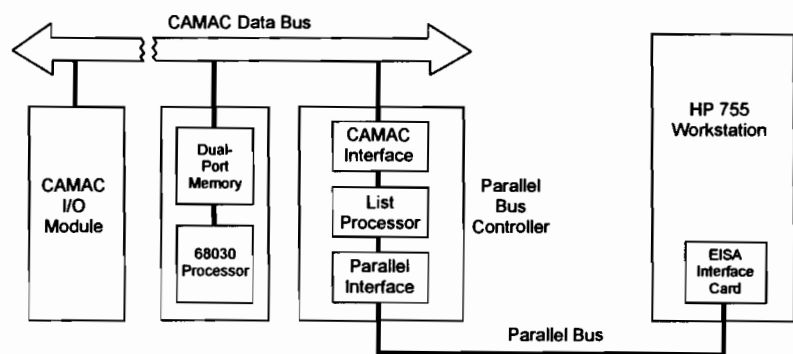 CAMAC Data Bus
CAMAC
I/O
Module
Dual-
Port
Memory
68030
Processor
CAMAC
Interface
List
Processor
Parallel
Interface
Parallel
Bus
Controller
HP 755
Workstation
EISA
Interface
Card
Parallel Bus